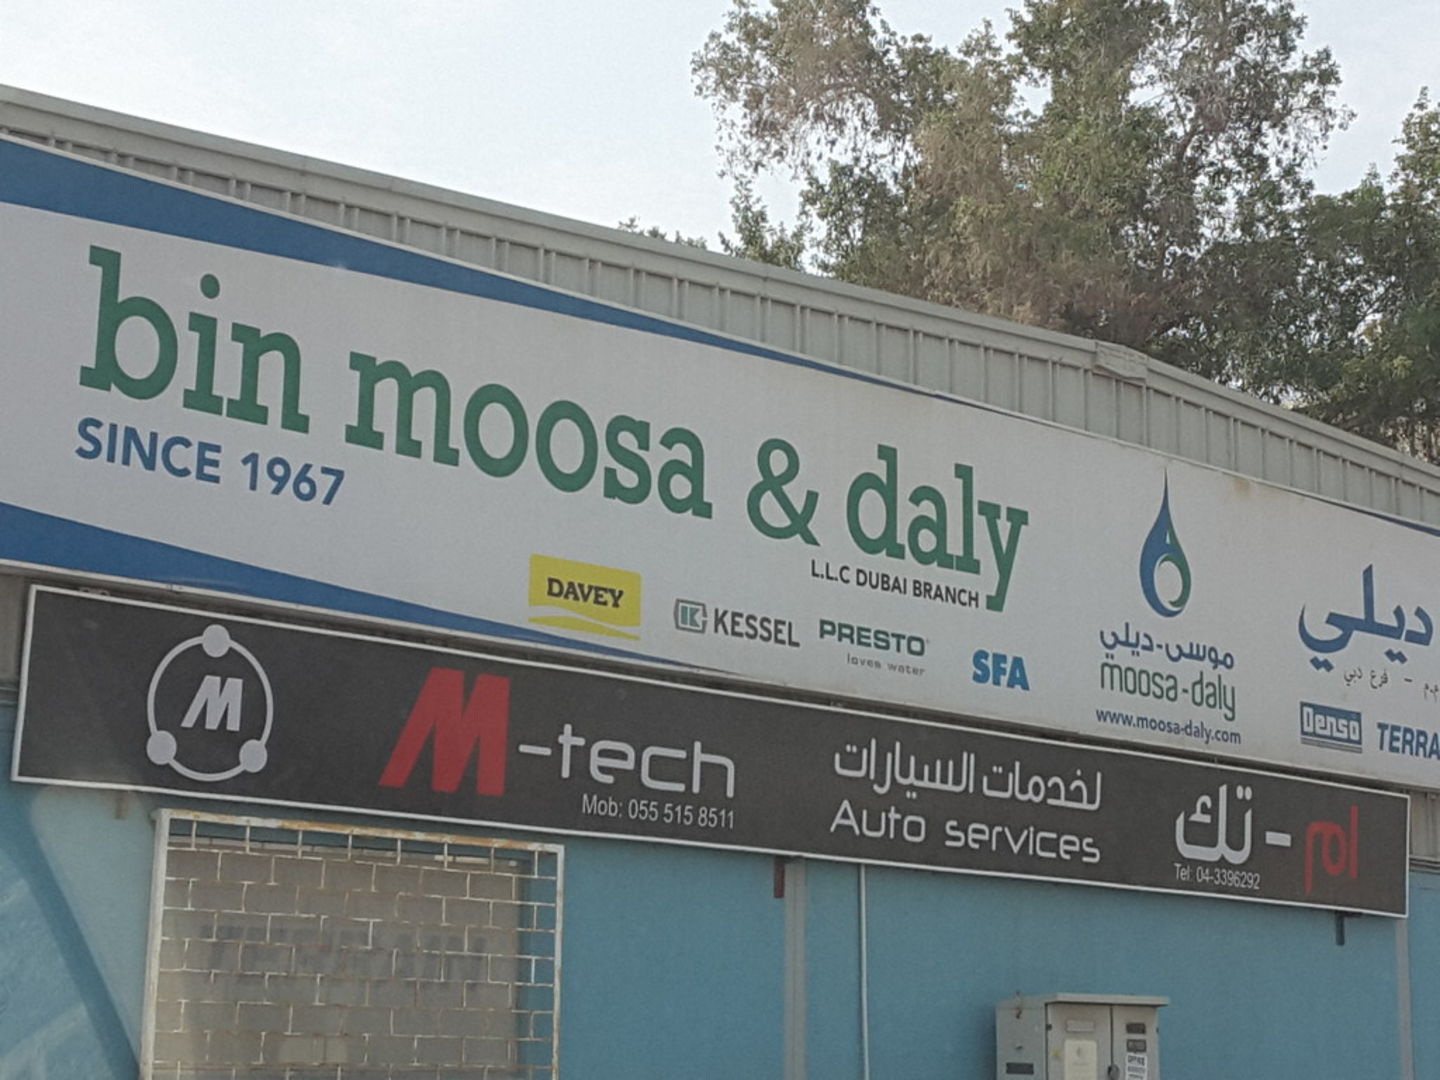 bin moosa & daly
SINCE 1967
L.L.C DUBAI BRANCH
DAVEY
KESSEL
PRESTO
loves water
SFA
موسى-ديلي
moosa-daly
www.moosa-daly.com
ديلي
فرع دبي
Denso
TERRA
M
M-tech
Mob: 055 515 8511
لخدمات السيارات
Auto services
ام - تك
Tel: 04-3396292